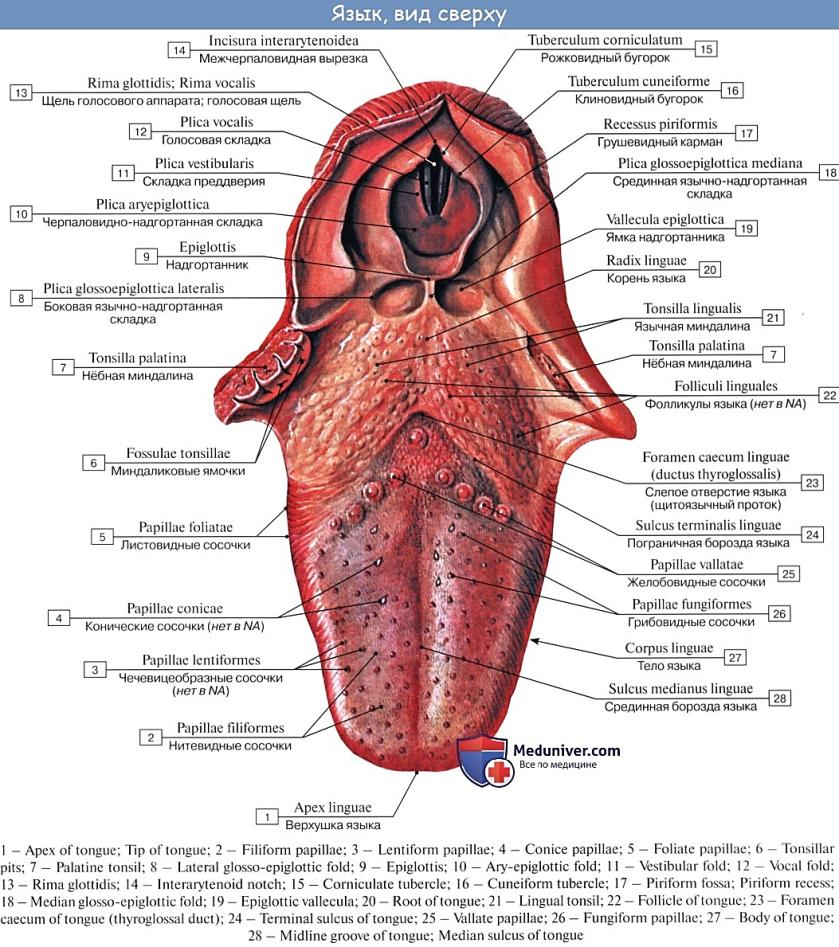 Язык, вид сверху
14
Incisura interarytenoidea
Межчерпаловидная вырезка
13
Rima glottidis; Rima vocalis
Щель голосового аппарата; голосовая щель
12
Plica vocalis
Голосовая складка
11
Plica vestibularis
Складка преддверия
10
Plica aryepiglottica
Черпаловидно-надгортанная складка
9
Epiglottis
Надгортанник
8
Plica glossoepiglottica lateralis
Боковая язычно-надгортанная
складка
7
Tonsilla palatina
Нёбная миндалина
6
Fossulae tonsillae
Миндаликовые ямочки
5
Papillae foliatae
Листовидные сосочки
4
Papillae conicae
Конические сосочки (нет в NA)
3
Papillae lentiformes
Чечевицеобразные сосочки
(нет в NA)
2
Papillae filiformes
Нитевидные сосочки
1
Apex linguae
Верхушка языка
Tuberculum corniculatum
15
Рожковидный бугорок
Tuberculum cuneiforme
16
Клиновидный бугорок
Recessus piriformis
17
Грушевидный карман
Plica glossoepiglottica mediana
18
Срединная язычно-надгортанная
складка
Vallecula epiglottica
19
Ямка надгортанника
Radix linguae
20
Корень языка
Tonsilla lingualis
21
Язычная миндалина
Tonsilla palatina
7
Нёбная миндалина
Folliculi linguales
22
Фолликулы языка (нет в NA)
Foramen caecum linguae
(ductus thyroglossalis)
23
Слепое отверстие языка
(щитоязычный проток)
Sulcus terminalis linguae
24
Пограничная борозда языка
Papillae vallatae
25
Желобовидные сосочки
Papillae fungiformes
26
Грибовидные сосочки
Corpus linguae
27
Тело языка
Sulcus medianus linguae
28
Срединная борозда языка
Meduniver.com
Все по медицине
1 – Apex of tongue; Tip of tongue; 2 – Filiform papillae; 3 – Lentiform papillae; 4 – Conice papillae; 5 – Foliate papillae; 6 – Tonsillar
pits; 7 – Palatine tonsil; 8 – Lateral glosso-epiglottic fold; 9 – Epiglottis; 10 – Ary-epiglottic fold; 11 – Vestibular fold; 12 – Vocal fold;
13 – Rima glottidis; 14 – Interarytenoid notch; 15 – Corniculate tubercle; 16 – Cuneiform tubercle; 17 – Piriform fossa; Piriform recess;
18 – Median glosso-epiglottic fold; 19 – Epiglottic vallecula; 20 – Root of tongue; 21 – Lingual tonsil; 22 – Follicle of tongue; 23 – Foramen
caecum of tongue (thyroglossal duct); 24 – Terminal sulcus of tongue; 25 – Vallate papillae; 26 – Fungiform papillae; 27 – Body of tongue;
28 – Midline groove of tongue; Median sulcus of tongue